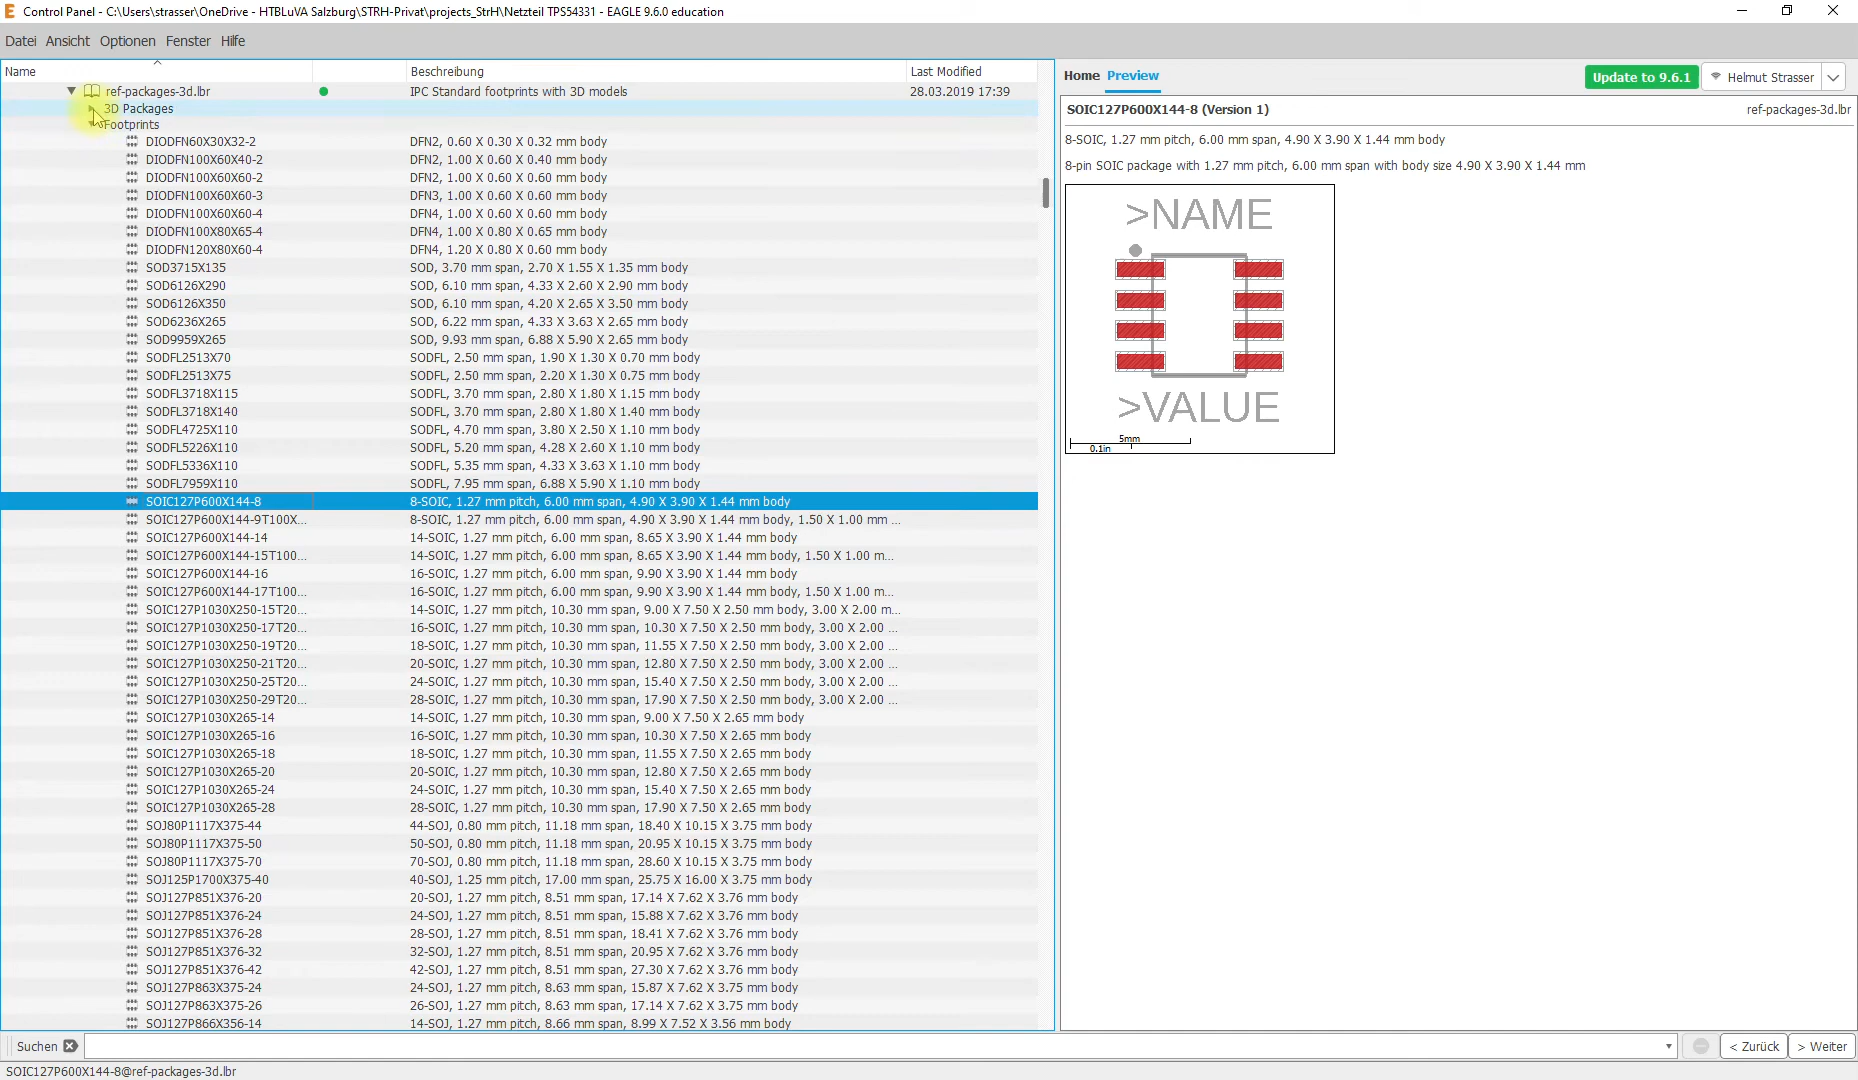 Control Panel - C:\Users\strasser\OneDrive - HTBLuVA Salzburg\STRH-Privat\projects_StrH\Netzteil TPS54331 - EAGLE 9.6.0 education
Datei Ansicht Optionen Fenster Hilfe
Name Beschreibung Last Modified
ref-packages-3d.lbr IPC Standard footprints with 3D models 28.03.2019 17:39
3D Packages
Footprints
DIODFN60X30X32-2 DFN2, 0.60 X 0.30 X 0.32 mm body
DIODFN100X60X40-2 DFN2, 1.00 X 0.60 X 0.40 mm body
DIODFN100X60X60-2 DFN2, 1.00 X 0.60 X 0.60 mm body
DIODFN100X60X60-3 DFN3, 1.00 X 0.60 X 0.60 mm body
DIODFN100X60X60-4 DFN4, 1.00 X 0.60 X 0.60 mm body
DIODFN100X80X65-4 DFN4, 1.00 X 0.80 X 0.65 mm body
DIODFN120X80X60-4 DFN4, 1.20 X 0.80 X 0.60 mm body
SOD3715X135 SOD, 3.70 mm span, 2.70 X 1.55 X 1.35 mm body
SOD6126X290 SOD, 6.10 mm span, 4.33 X 2.60 X 2.90 mm body
SOD6126X350 SOD, 6.10 mm span, 4.20 X 2.65 X 3.50 mm body
SOD6236X265 SOD, 6.22 mm span, 4.33 X 3.63 X 2.65 mm body
SOD9959X265 SOD, 9.93 mm span, 6.88 X 5.90 X 2.65 mm body
SODFL2513X70 SODFL, 2.50 mm span, 1.90 X 1.30 X 0.70 mm body
SODFL2513X75 SODFL, 2.50 mm span, 2.20 X 1.30 X 0.75 mm body
SODFL3718X115 SODFL, 3.70 mm span, 2.80 X 1.80 X 1.15 mm body
SODFL3718X140 SODFL, 3.70 mm span, 2.80 X 1.80 X 1.40 mm body
SODFL4725X110 SODFL, 4.70 mm span, 3.80 X 2.50 X 1.10 mm body
SODFL5226X110 SODFL, 5.20 mm span, 4.28 X 2.60 X 1.10 mm body
SODFL5336X110 SODFL, 5.35 mm span, 4.33 X 3.63 X 1.10 mm body
SODFL7959X110 SODFL, 7.95 mm span, 6.88 X 5.90 X 1.10 mm body
SOIC127P600X144-8 8-SOIC, 1.27 mm pitch, 6.00 mm span, 4.90 X 3.90 X 1.44 mm body
SOIC127P600X144-9T100X... 8-SOIC, 1.27 mm pitch, 6.00 mm span, 4.90 X 3.90 X 1.44 mm body, 1.50 X 1.00 mm ...
SOIC127P600X144-14 14-SOIC, 1.27 mm pitch, 6.00 mm span, 8.65 X 3.90 X 1.44 mm body
SOIC127P600X144-15T100... 14-SOIC, 1.27 mm pitch, 6.00 mm span, 8.65 X 3.90 X 1.44 mm body, 1.50 X 1.00 m...
SOIC127P600X144-16 16-SOIC, 1.27 mm pitch, 6.00 mm span, 9.90 X 3.90 X 1.44 mm body
SOIC127P600X144-17T100... 16-SOIC, 1.27 mm pitch, 6.00 mm span, 9.90 X 3.90 X 1.44 mm body, 1.50 X 1.00 m...
SOIC127P1030X250-15T20... 14-SOIC, 1.27 mm pitch, 10.30 mm span, 9.00 X 7.50 X 2.50 mm body, 3.00 X 2.00 m...
SOIC127P1030X250-17T20... 16-SOIC, 1.27 mm pitch, 10.30 mm span, 10.30 X 7.50 X 2.50 mm body, 3.00 X 2.00 ...
SOIC127P1030X250-19T20... 18-SOIC, 1.27 mm pitch, 10.30 mm span, 11.55 X 7.50 X 2.50 mm body, 3.00 X 2.00 ...
SOIC127P1030X250-21T20... 20-SOIC, 1.27 mm pitch, 10.30 mm span, 12.80 X 7.50 X 2.50 mm body, 3.00 X 2.00 ...
SOIC127P1030X250-25T20... 24-SOIC, 1.27 mm pitch, 10.30 mm span, 15.40 X 7.50 X 2.50 mm body, 3.00 X 2.00 ...
SOIC127P1030X250-29T20... 28-SOIC, 1.27 mm pitch, 10.30 mm span, 17.90 X 7.50 X 2.50 mm body, 3.00 X 2.00 ...
SOIC127P1030X265-14 14-SOIC, 1.27 mm pitch, 10.30 mm span, 9.00 X 7.50 X 2.65 mm body
SOIC127P1030X265-16 16-SOIC, 1.27 mm pitch, 10.30 mm span, 10.30 X 7.50 X 2.65 mm body
SOIC127P1030X265-18 18-SOIC, 1.27 mm pitch, 10.30 mm span, 11.55 X 7.50 X 2.65 mm body
SOIC127P1030X265-20 20-SOIC, 1.27 mm pitch, 10.30 mm span, 12.80 X 7.50 X 2.65 mm body
SOIC127P1030X265-24 24-SOIC, 1.27 mm pitch, 10.30 mm span, 15.40 X 7.50 X 2.65 mm body
SOIC127P1030X265-28 28-SOIC, 1.27 mm pitch, 10.30 mm span, 17.90 X 7.50 X 2.65 mm body
SOJ80P1117X375-44 44-SOJ, 0.80 mm pitch, 11.18 mm span, 18.40 X 10.15 X 3.75 mm body
SOJ80P1117X375-50 50-SOJ, 0.80 mm pitch, 11.18 mm span, 20.95 X 10.15 X 3.75 mm body
SOJ80P1117X375-70 70-SOJ, 0.80 mm pitch, 11.18 mm span, 28.60 X 10.15 X 3.75 mm body
SOJ125P1700X375-40 40-SOJ, 1.25 mm pitch, 17.00 mm span, 25.75 X 16.00 X 3.75 mm body
SOJ127P851X376-20 20-SOJ, 1.27 mm pitch, 8.51 mm span, 17.14 X 7.62 X 3.76 mm body
SOJ127P851X376-24 24-SOJ, 1.27 mm pitch, 8.51 mm span, 15.88 X 7.62 X 3.76 mm body
SOJ127P851X376-28 28-SOJ, 1.27 mm pitch, 8.51 mm span, 18.41 X 7.62 X 3.76 mm body
SOJ127P851X376-32 32-SOJ, 1.27 mm pitch, 8.51 mm span, 20.95 X 7.62 X 3.76 mm body
SOJ127P851X376-42 42-SOJ, 1.27 mm pitch, 8.51 mm span, 27.30 X 7.62 X 3.76 mm body
SOJ127P863X375-24 24-SOJ, 1.27 mm pitch, 8.63 mm span, 15.87 X 7.62 X 3.75 mm body
SOJ127P863X375-26 26-SOJ, 1.27 mm pitch, 8.63 mm span, 17.14 X 7.62 X 3.75 mm body
SOJ127P866X356-14 14-SOJ, 1.27 mm pitch, 8.66 mm span, 8.99 X 7.52 X 3.56 mm body
Home Preview Update to 9.6.1 Helmut Strasser
SOIC127P600X144-8 (Version 1) ref-packages-3d.lbr
8-SOIC, 1.27 mm pitch, 6.00 mm span, 4.90 X 3.90 X 1.44 mm body
8-pin SOIC package with 1.27 mm pitch, 6.00 mm span with body size 4.90 X 3.90 X 1.44 mm
>NAME
>VALUE
5mm
0.1in
Suchen < Zurück > Weiter
SOIC127P600X144-8@ref-packages-3d.lbr